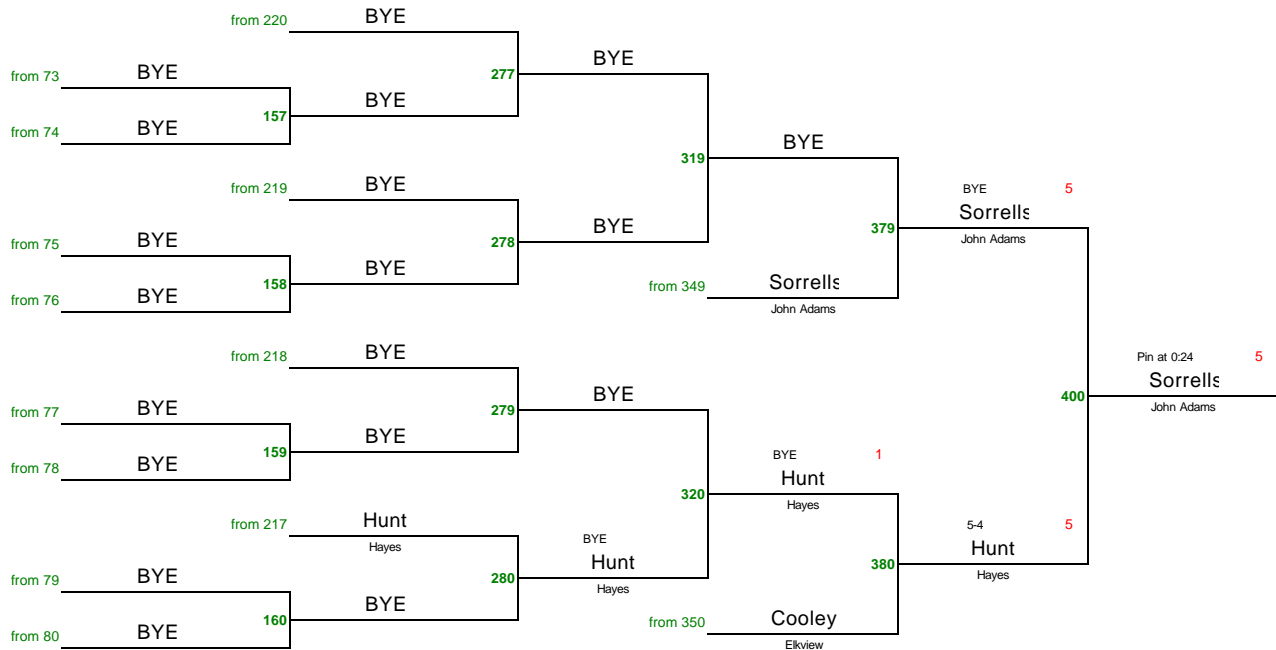 BYE
from 220
BYE
from 73
277
BYE
BYE
157
BYE
from 74
BYE
319
BYE
from 219
BYE
5
Sorrells
John Adams
379
BYE
from 75
278
BYE
BYE
158
Sorrells
from 349
John Adams
BYE
from 76
BYE
from 218
Pin at 0:24
5
Sorrells
John Adams
400
BYE
from 77
279
BYE
BYE
159
BYE
1
Hunt
Hayes
BYE
from 78
320
Hunt
from 217
Hayes
5-4
5
Hunt
Hayes
BYE
Hunt
Hayes
380
BYE
from 79
280
BYE
160
Cooley
from 350
Elkview
BYE
from 80